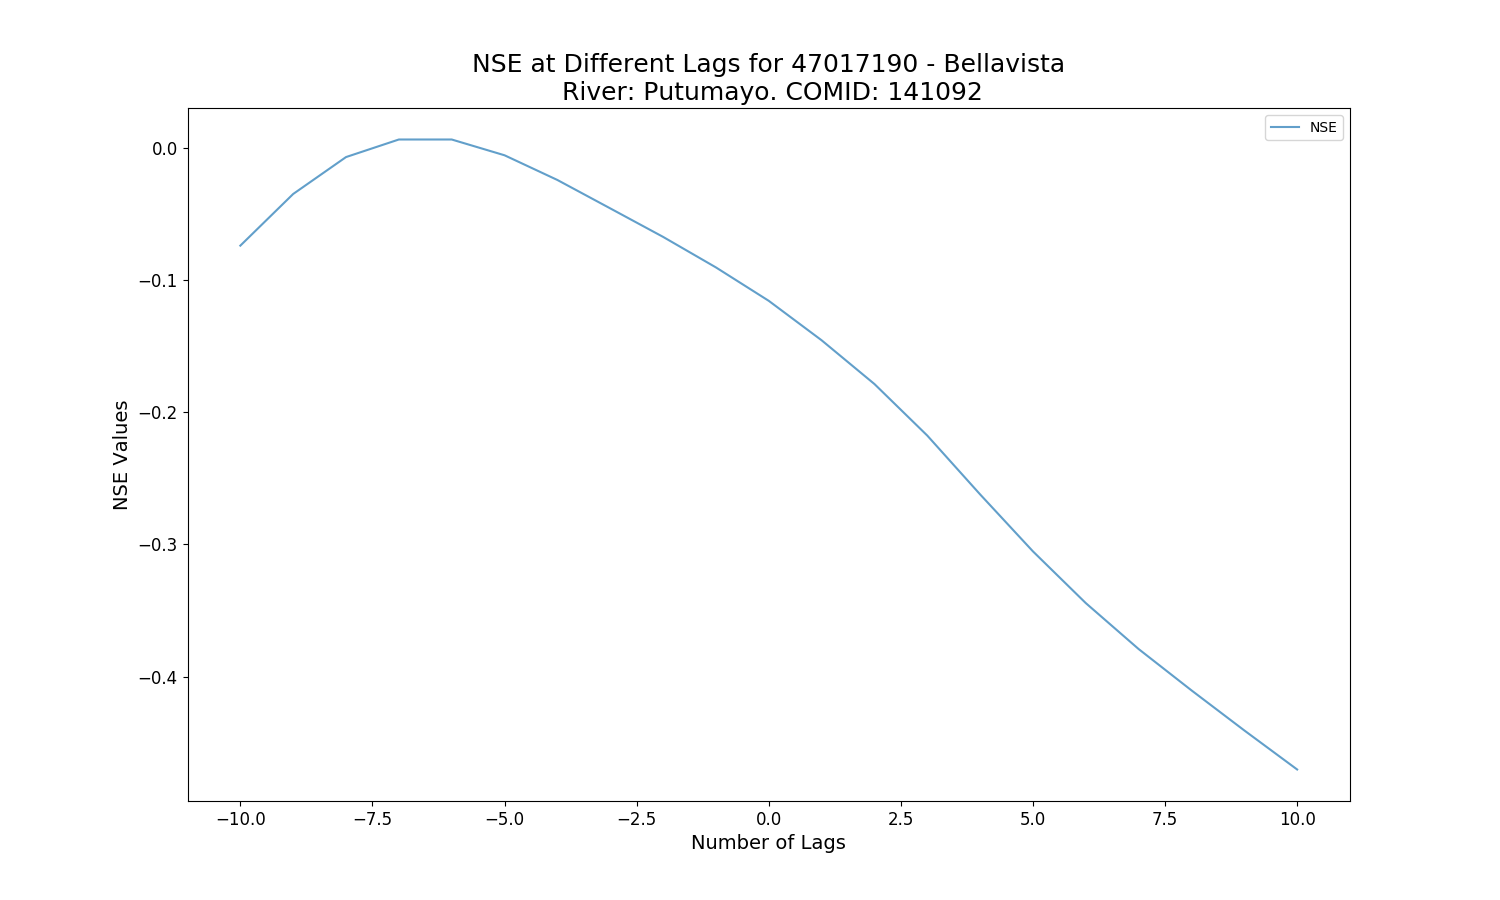 NSE at Different Lags for 47017190 - Bellavista
River: Putumayo. COMID: 141092
NSE
0.0
−0.1
−0.2
−0.3
−0.4
NSE Values
−10.0 −7.5 −5.0 −2.5 0.0 2.5 5.0 7.5 10.0
Number of Lags